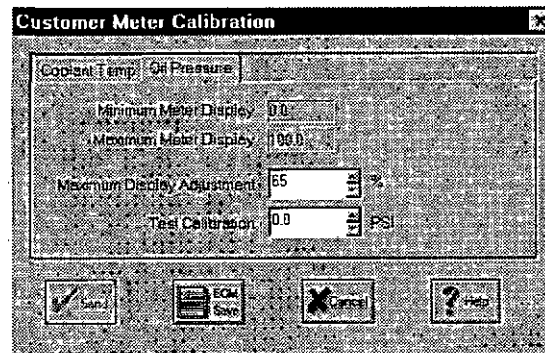 Customer Meter Calibration
Coolant Temp Oil Pressure
Minimum Meter Display 0.0
Maximum Meter Display 100.0
Maximum Display Adjustment 65 %
Test Calibration 0.0 PSI
Send ECM Save Cancel ? Help